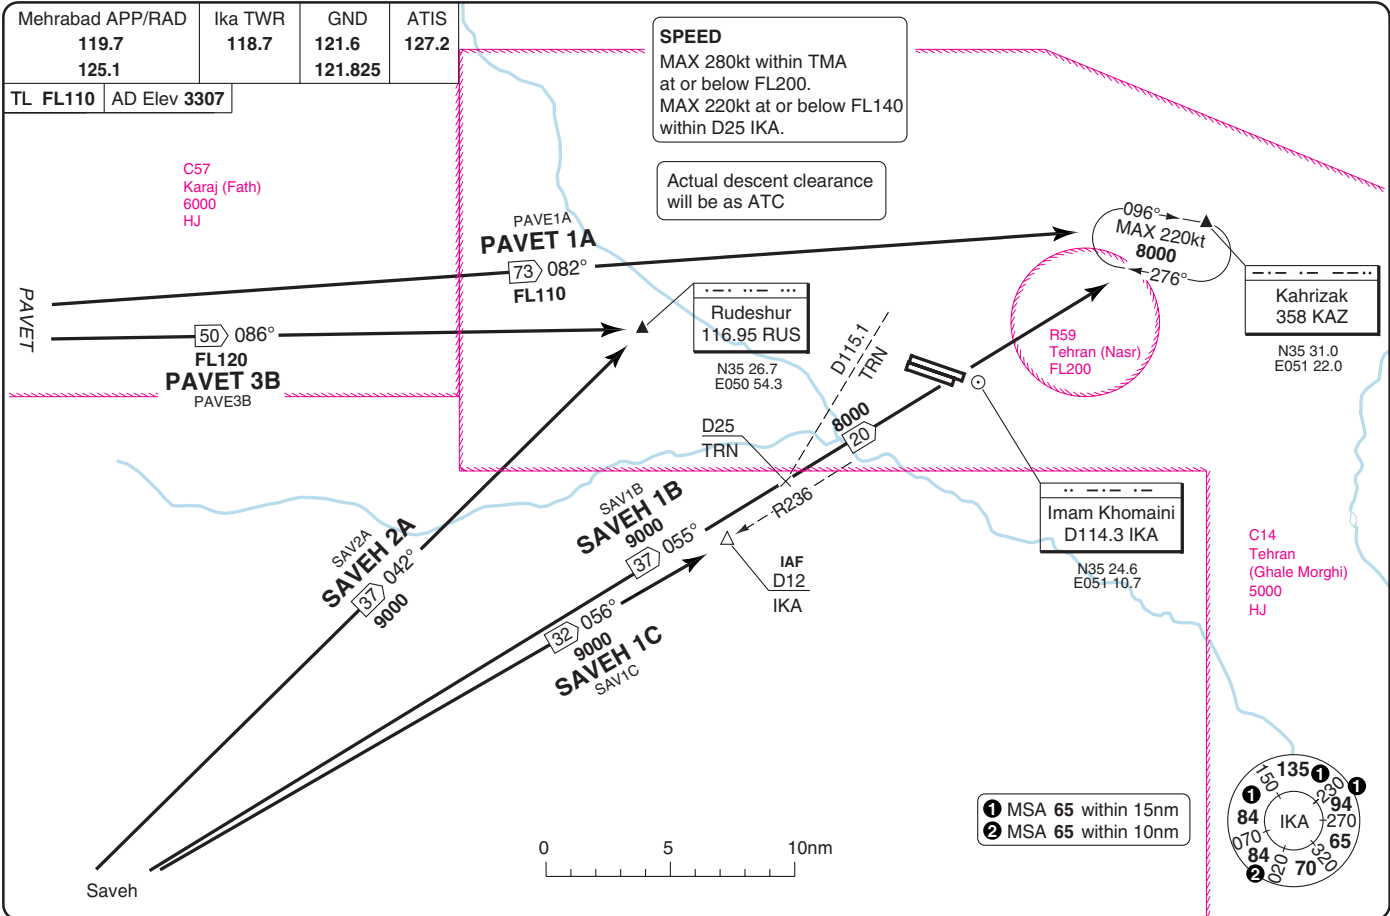 Mehrabad APP/RAD
119.7
125.1
Ika TWR
118.7
GND
121.6
121.825
ATIS
127.2
TL FL110
AD Elev 3307
SPEED
MAX 280kt within TMA
at or below FL200.
MAX 220kt at or below FL140
within D25 IKA.
Actual descent clearance
will be as ATC
C57
Karaj (Fath)
6000
HJ
PAVE1A
PAVET 1A
73 082°
FL110
PAVET
50 086°
FL120
PAVET 3B
PAVE3B
Rudeshur
116.95 RUS
N35 26.7
E050 54.3
096°
MAX 220kt
8000
276°
Kahrizak
358 KAZ
N35 31.0
E051 22.0
R59
Tehran (Nasr)
FL200
D115.1
TRN
D25
TRN
8000
20
R236
Imam Khomaini
D114.3 IKA
N35 24.6
E051 10.7
C14
Tehran
(Ghale Morghi)
5000
HJ
SAV2A
SAVEH 2A
37 042°
9000
SAV1B
SAVEH 1B
9000
37 055°
32 056°
9000
SAVEH 1C
SAV1C
IAF
D12
IKA
Saveh
0 5 10nm
1 MSA 65 within 15nm
2 MSA 65 within 10nm
135 1
150
230 1
1
94
84
IKA
270
070
65
84
320
2
020
70